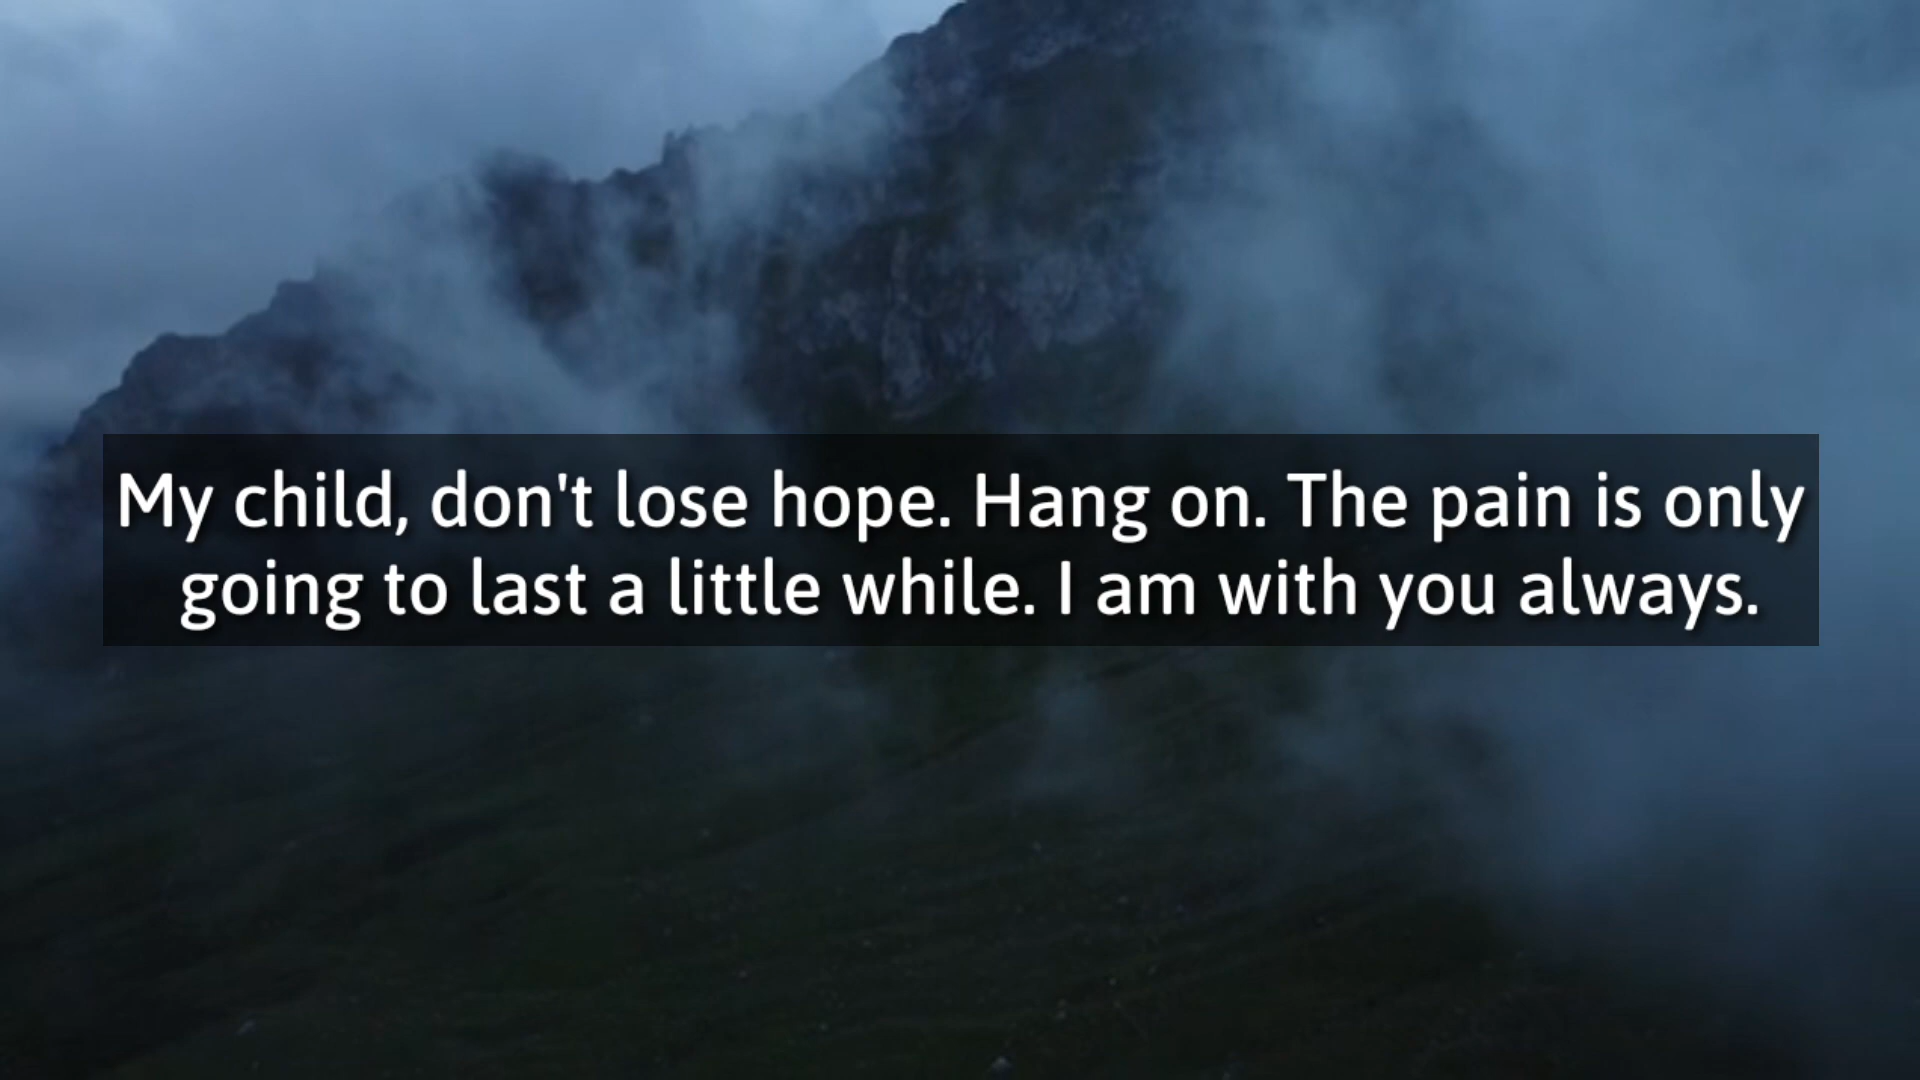 My child, don't lose hope. Hang on. The pain is only
going to last a little while. I am with you always.